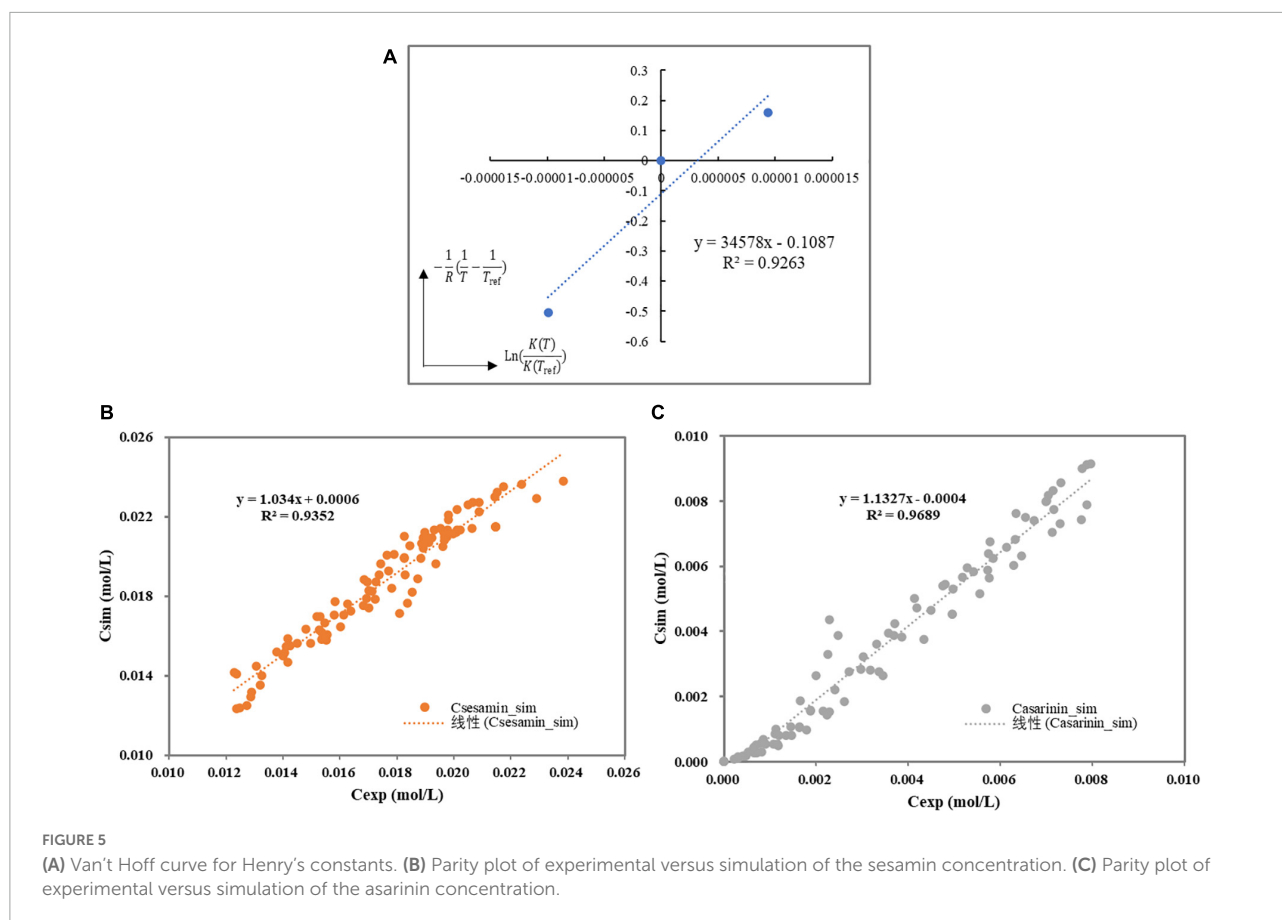 A
0.3
0.2
0.1
0
-0.000015 -0.00001 -0.000005 0 0.000005 0.00001 0.000015
-0.1
-0.2
-0.3
-0.4
-0.5
-0.6
y = 34578x - 0.1087
R² = 0.9263
−1/R(1/T − 1/Tref)
Ln(K(T)/K(Tref))
B
0.026
0.022
0.018
0.014
0.010
Csim (mol/L)
y = 1.034x + 0.0006
R² = 0.9352
Csesamin_sim
线性 (Csesamin_sim)
0.010 0.012 0.014 0.016 0.018 0.020 0.022 0.024 0.026
Cexp (mol/L)
C
0.010
0.008
0.006
0.004
0.002
0.000
Csim (mol/L)
y = 1.1327x - 0.0004
R² = 0.9689
Casarinin_sim
线性 (Casarinin_sim)
0.000 0.002 0.004 0.006 0.008 0.010
Cexp (mol/L)
FIGURE 5
(A) Van't Hoff curve for Henry's constants. (B) Parity plot of experimental versus simulation of the sesamin concentration. (C) Parity plot of
experimental versus simulation of the asarinin concentration.